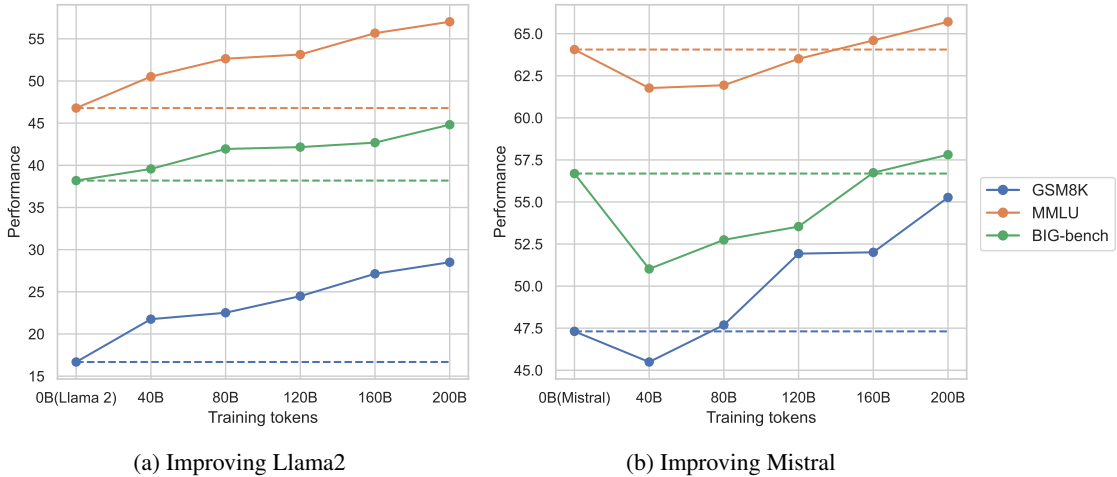 55
50
45
40
35
30
25
20
15
Performance
0B(Llama 2) 40B 80B 120B 160B 200B
Training tokens
(a) Improving Llama2
65.0
62.5
60.0
57.5
55.0
52.5
50.0
47.5
45.0
Performance
0B(Mistral) 40B 80B 120B 160B 200B
Training tokens
(b) Improving Mistral
GSM8K
MMLU
BIG-bench